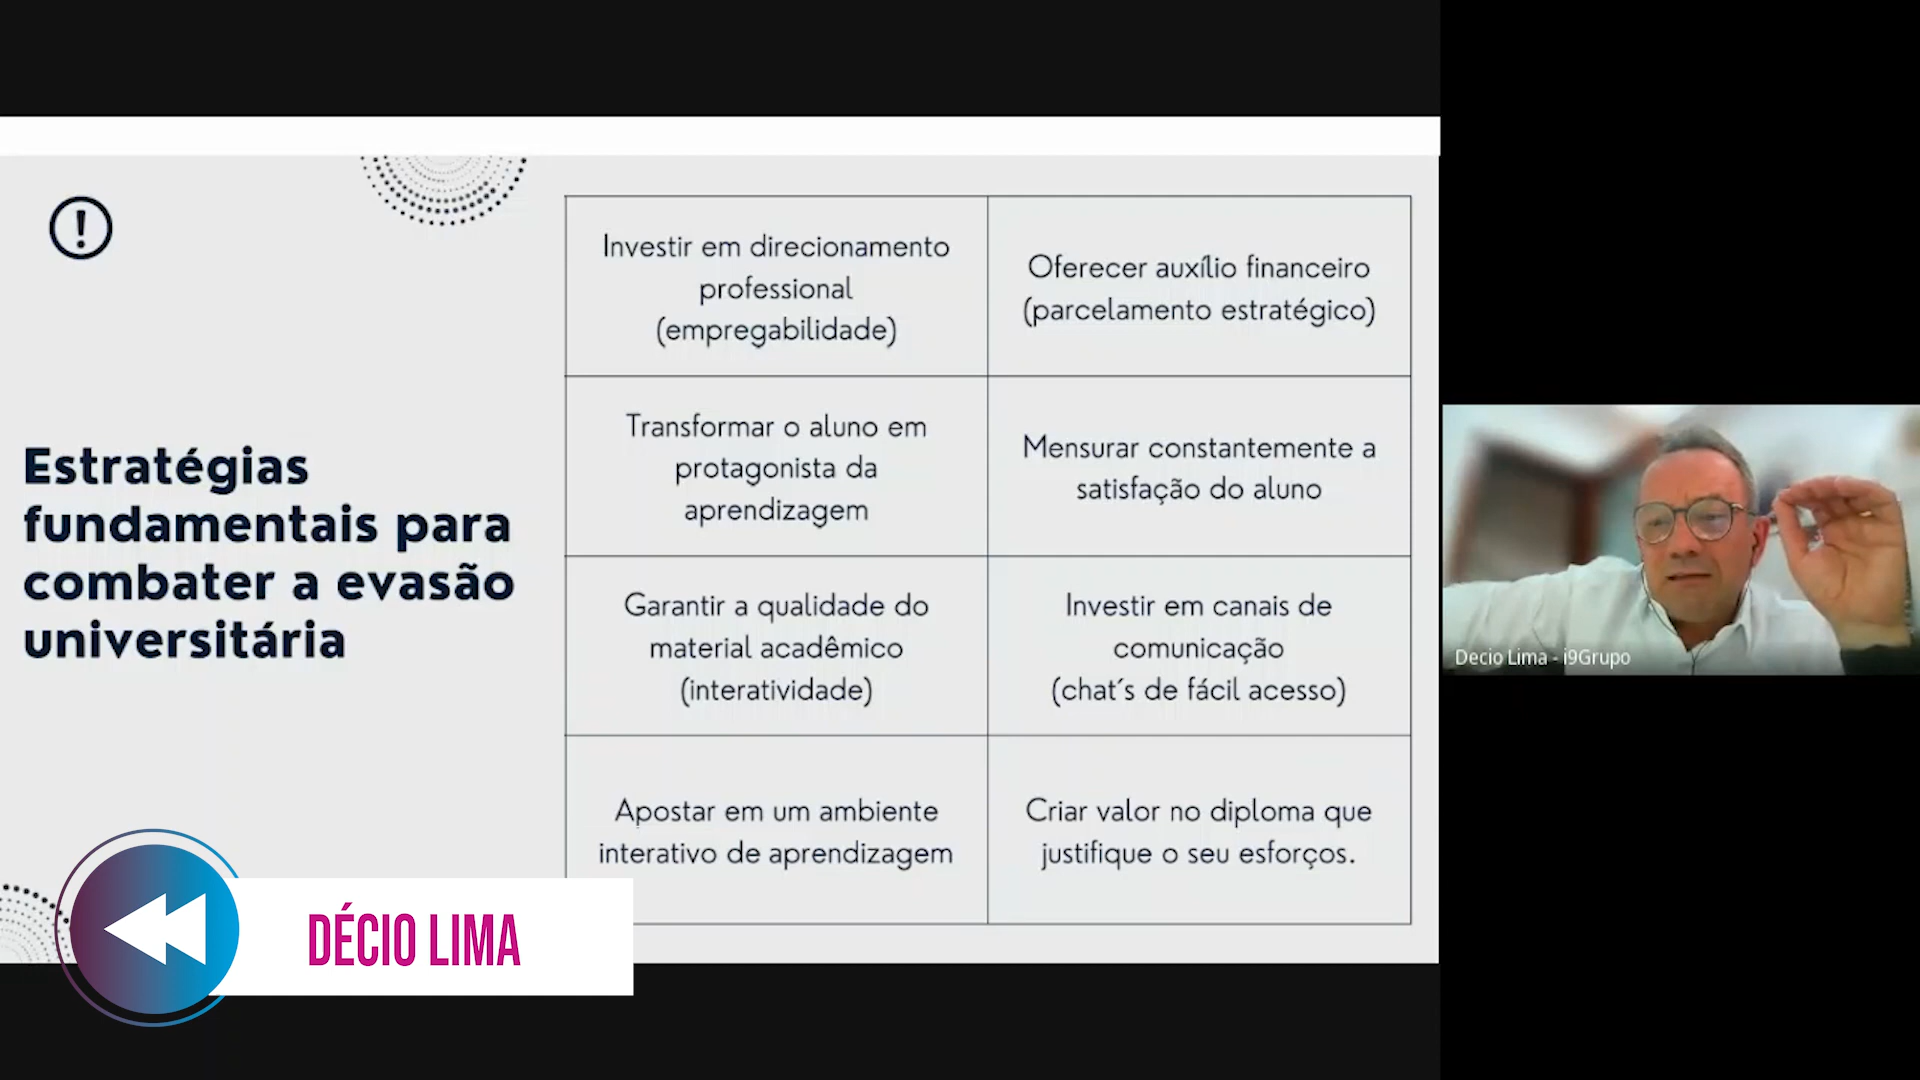 Estratégias
fundamentais para
combater a evasão
universitária
Investir em direcionamento
professional
(empregabilidade)
Oferecer auxílio financeiro
(parcelamento estratégico)
Transformar o aluno em
protagonista da
aprendizagem
Mensurar constantemente a
satisfação do aluno
Garantir a qualidade do
material acadêmico
(interatividade)
Investir em canais de
comunicação
(chat´s de fácil acesso)
Apostar em um ambiente
interativo de aprendizagem
Criar valor no diploma que
justifique o seu esforços.
Decio Lima - i9Grupo
DÉCIO LIMA